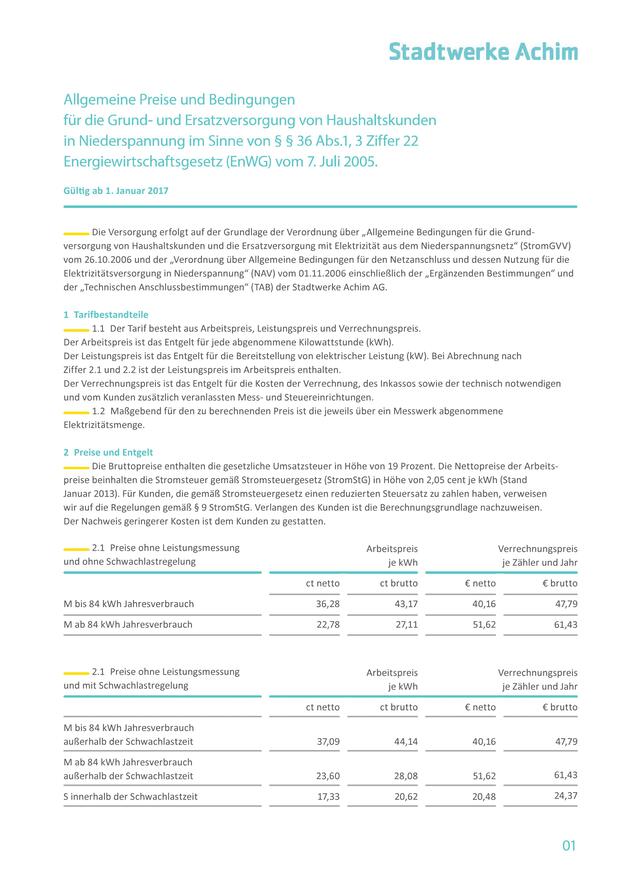 Stadtwerke Achim
Allgemeine Preise und Bedingungen
für die Grund- und Ersatzversorgung von Haushaltskunden
in Niederspannung im Sinne von § § 36 Abs.1, 3 Ziffer 22
Energiewirtschaftsgesetz (EnWG) vom 7. Juli 2005.
Gültig ab 1. Januar 2017
Die Versorgung erfolgt auf der Grundlage der Verordnung über „Allgemeine Bedingungen für die Grund-
versorgung von Haushaltskunden und die Ersatzversorgung mit Elektrizität aus dem Niederspannungsnetz“ (StromGVV)
vom 26.10.2006 und der „Verordnung über Allgemeine Bedingungen für den Netzanschluss und dessen Nutzung für die
Elektrizitätsversorgung in Niederspannung“ (NAV) vom 01.11.2006 einschließlich der „Ergänzenden Bestimmungen“ und
der „Technischen Anschlussbestimmungen“ (TAB) der Stadtwerke Achim AG.
1 Tarifbestandteile
1.1 Der Tarif besteht aus Arbeitspreis, Leistungspreis und Verrechnungspreis.
Der Arbeitspreis ist das Entgelt für jede abgenommene Kilowattstunde (kWh).
Der Leistungspreis ist das Entgelt für die Bereitstellung von elektrischer Leistung (kW). Bei Abrechnung nach
Ziffer 2.1 und 2.2 ist der Leistungspreis im Arbeitspreis enthalten.
Der Verrechnungspreis ist das Entgelt für die Kosten der Verrechnung, des Inkassos sowie der technisch notwendigen
und vom Kunden zusätzlich veranlassten Mess- und Steuereinrichtungen.
1.2 Maßgebend für den zu berechnenden Preis ist die jeweils über ein Messwerk abgenommene
Elektrizitätsmenge.
2 Preise und Entgelt
Die Bruttopreise enthalten die gesetzliche Umsatzsteuer in Höhe von 19 Prozent. Die Nettopreise der Arbeits-
preise beinhalten die Stromsteuer gemäß Stromsteuergesetz (StromStG) in Höhe von 2,05 cent je kWh (Stand
Januar 2013). Für Kunden, die gemäß Stromsteuergesetz einen reduzierten Steuersatz zu zahlen haben, verweisen
wir auf die Regelungen gemäß § 9 StromStG. Verlangen des Kunden ist die Berechnungsgrundlage nachzuweisen.
Der Nachweis geringerer Kosten ist dem Kunden zu gestatten.
2.1 Preise ohne Leistungsmessung Arbeitspreis Verrechnungspreis
und ohne Schwachlastregelung je kWh je Zähler und Jahr
ct netto ct brutto € netto € brutto
M bis 84 kWh Jahresverbrauch 36,28 43,17 40,16 47,79
M ab 84 kWh Jahresverbrauch 22,78 27,11 51,62 61,43
2.1 Preise ohne Leistungsmessung Arbeitspreis Verrechnungspreis
und mit Schwachlastregelung je kWh je Zähler und Jahr
ct netto ct brutto € netto € brutto
M bis 84 kWh Jahresverbrauch
außerhalb der Schwachlastzeit 37,09 44,14 40,16 47,79
M ab 84 kWh Jahresverbrauch
außerhalb der Schwachlastzeit 23,60 28,08 51,62 61,43
S innerhalb der Schwachlastzeit 17,33 20,62 20,48 24,37
01